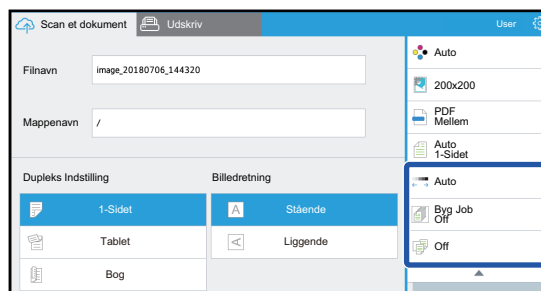 Scan et dokument
Udskriv
User
Filnavn
image_20180706_144320
Mappenavn
/
Dupleks Indstilling
Billedretning
1-Sidet
A
Stående
Tablet
A
Liggende
Bog
Auto
200x200
PDF
Mellem
Auto
1-Sidet
Auto
Byg Job
Off
Off